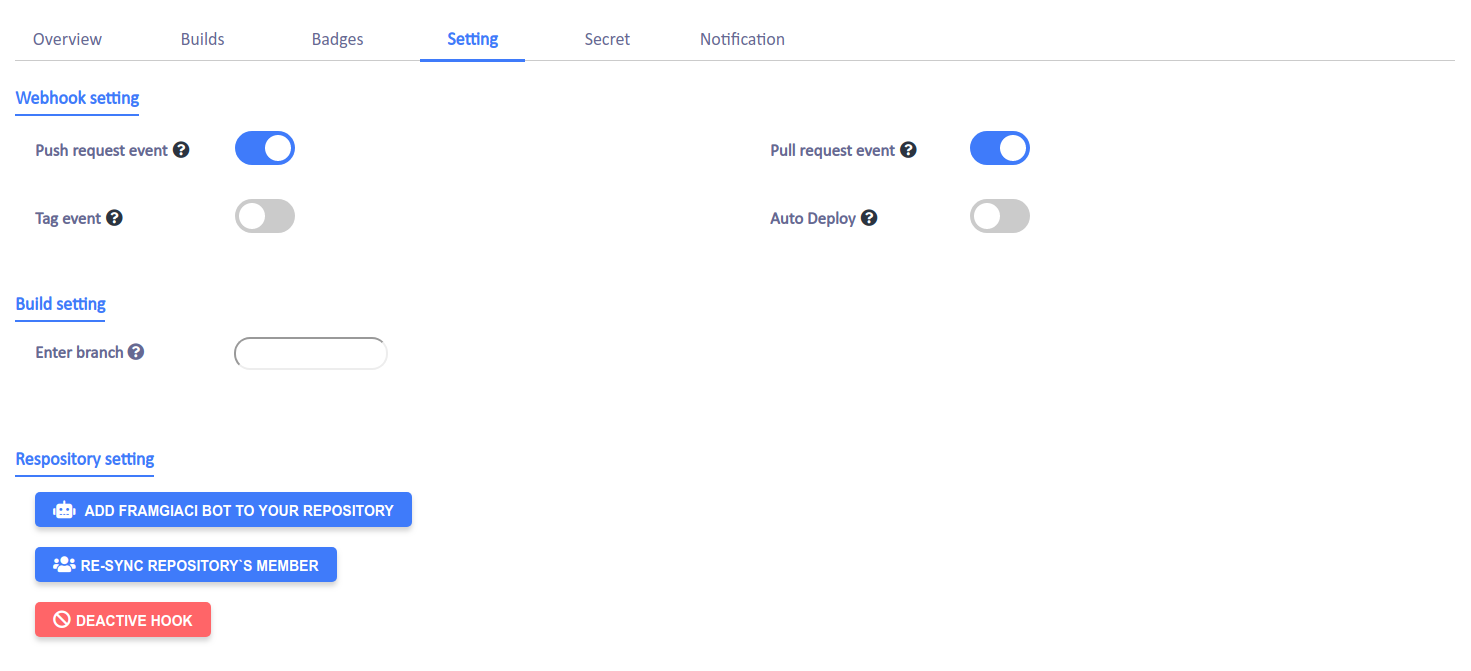 Overview Builds Badges Setting Secret Notification
Webhook setting
Push request event Pull request event
Tag event Auto Deploy
Build setting
Enter branch
Respository setting
ADD FRAMGIACI BOT TO YOUR REPOSITORY
RE-SYNC REPOSITORY`S MEMBER
DEACTIVE HOOK